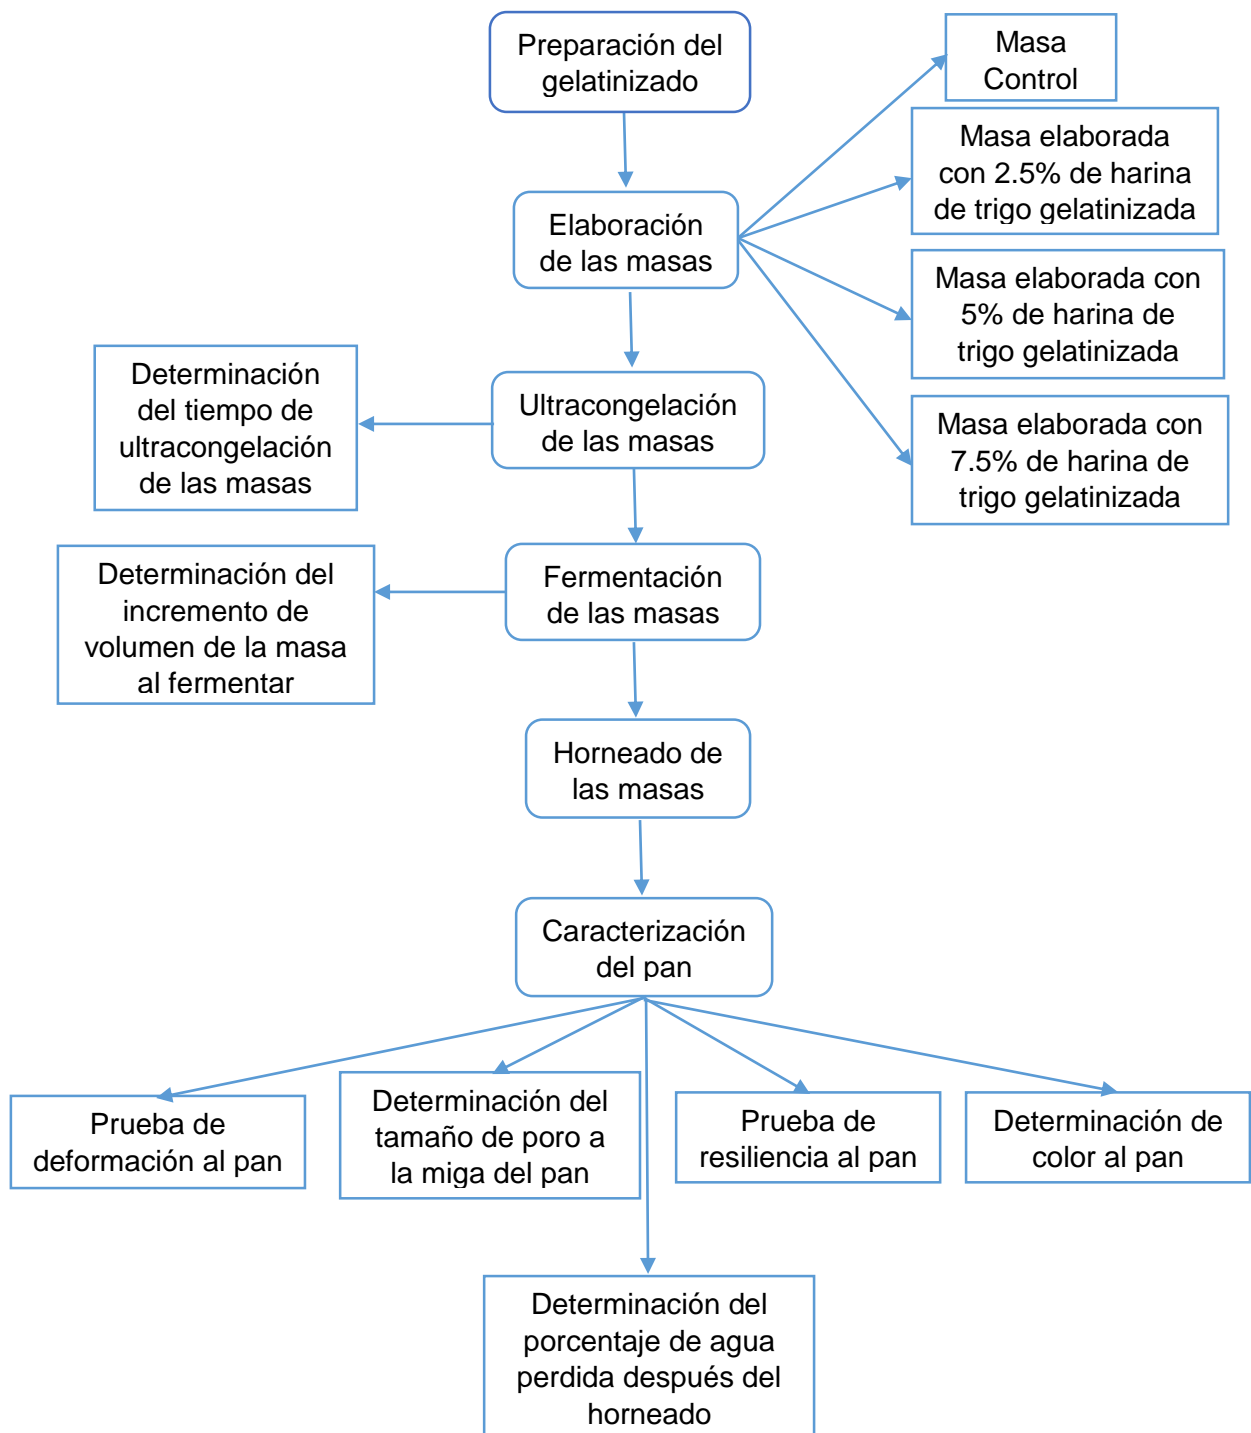 Preparación del
gelatinizado
Masa
Control
Masa elaborada
con 2.5% de harina
de trigo gelatinizada
Elaboración
de las masas
Masa elaborada con
5% de harina de
trigo gelatinizada
Masa elaborada con
7.5% de harina de
trigo gelatinizada
Ultracongelación
de las masas
Determinación
del tiempo de
ultracongelación
de las masas
Fermentación
de las masas
Determinación del
incremento de
volumen de la masa
al fermentar
Horneado de
las masas
Caracterización
del pan
Prueba de
deformación al pan
Determinación del
tamaño de poro a
la miga del pan
Prueba de
resiliencia al pan
Determinación de
color al pan
Determinación del
porcentaje de agua
perdida después del
horneado